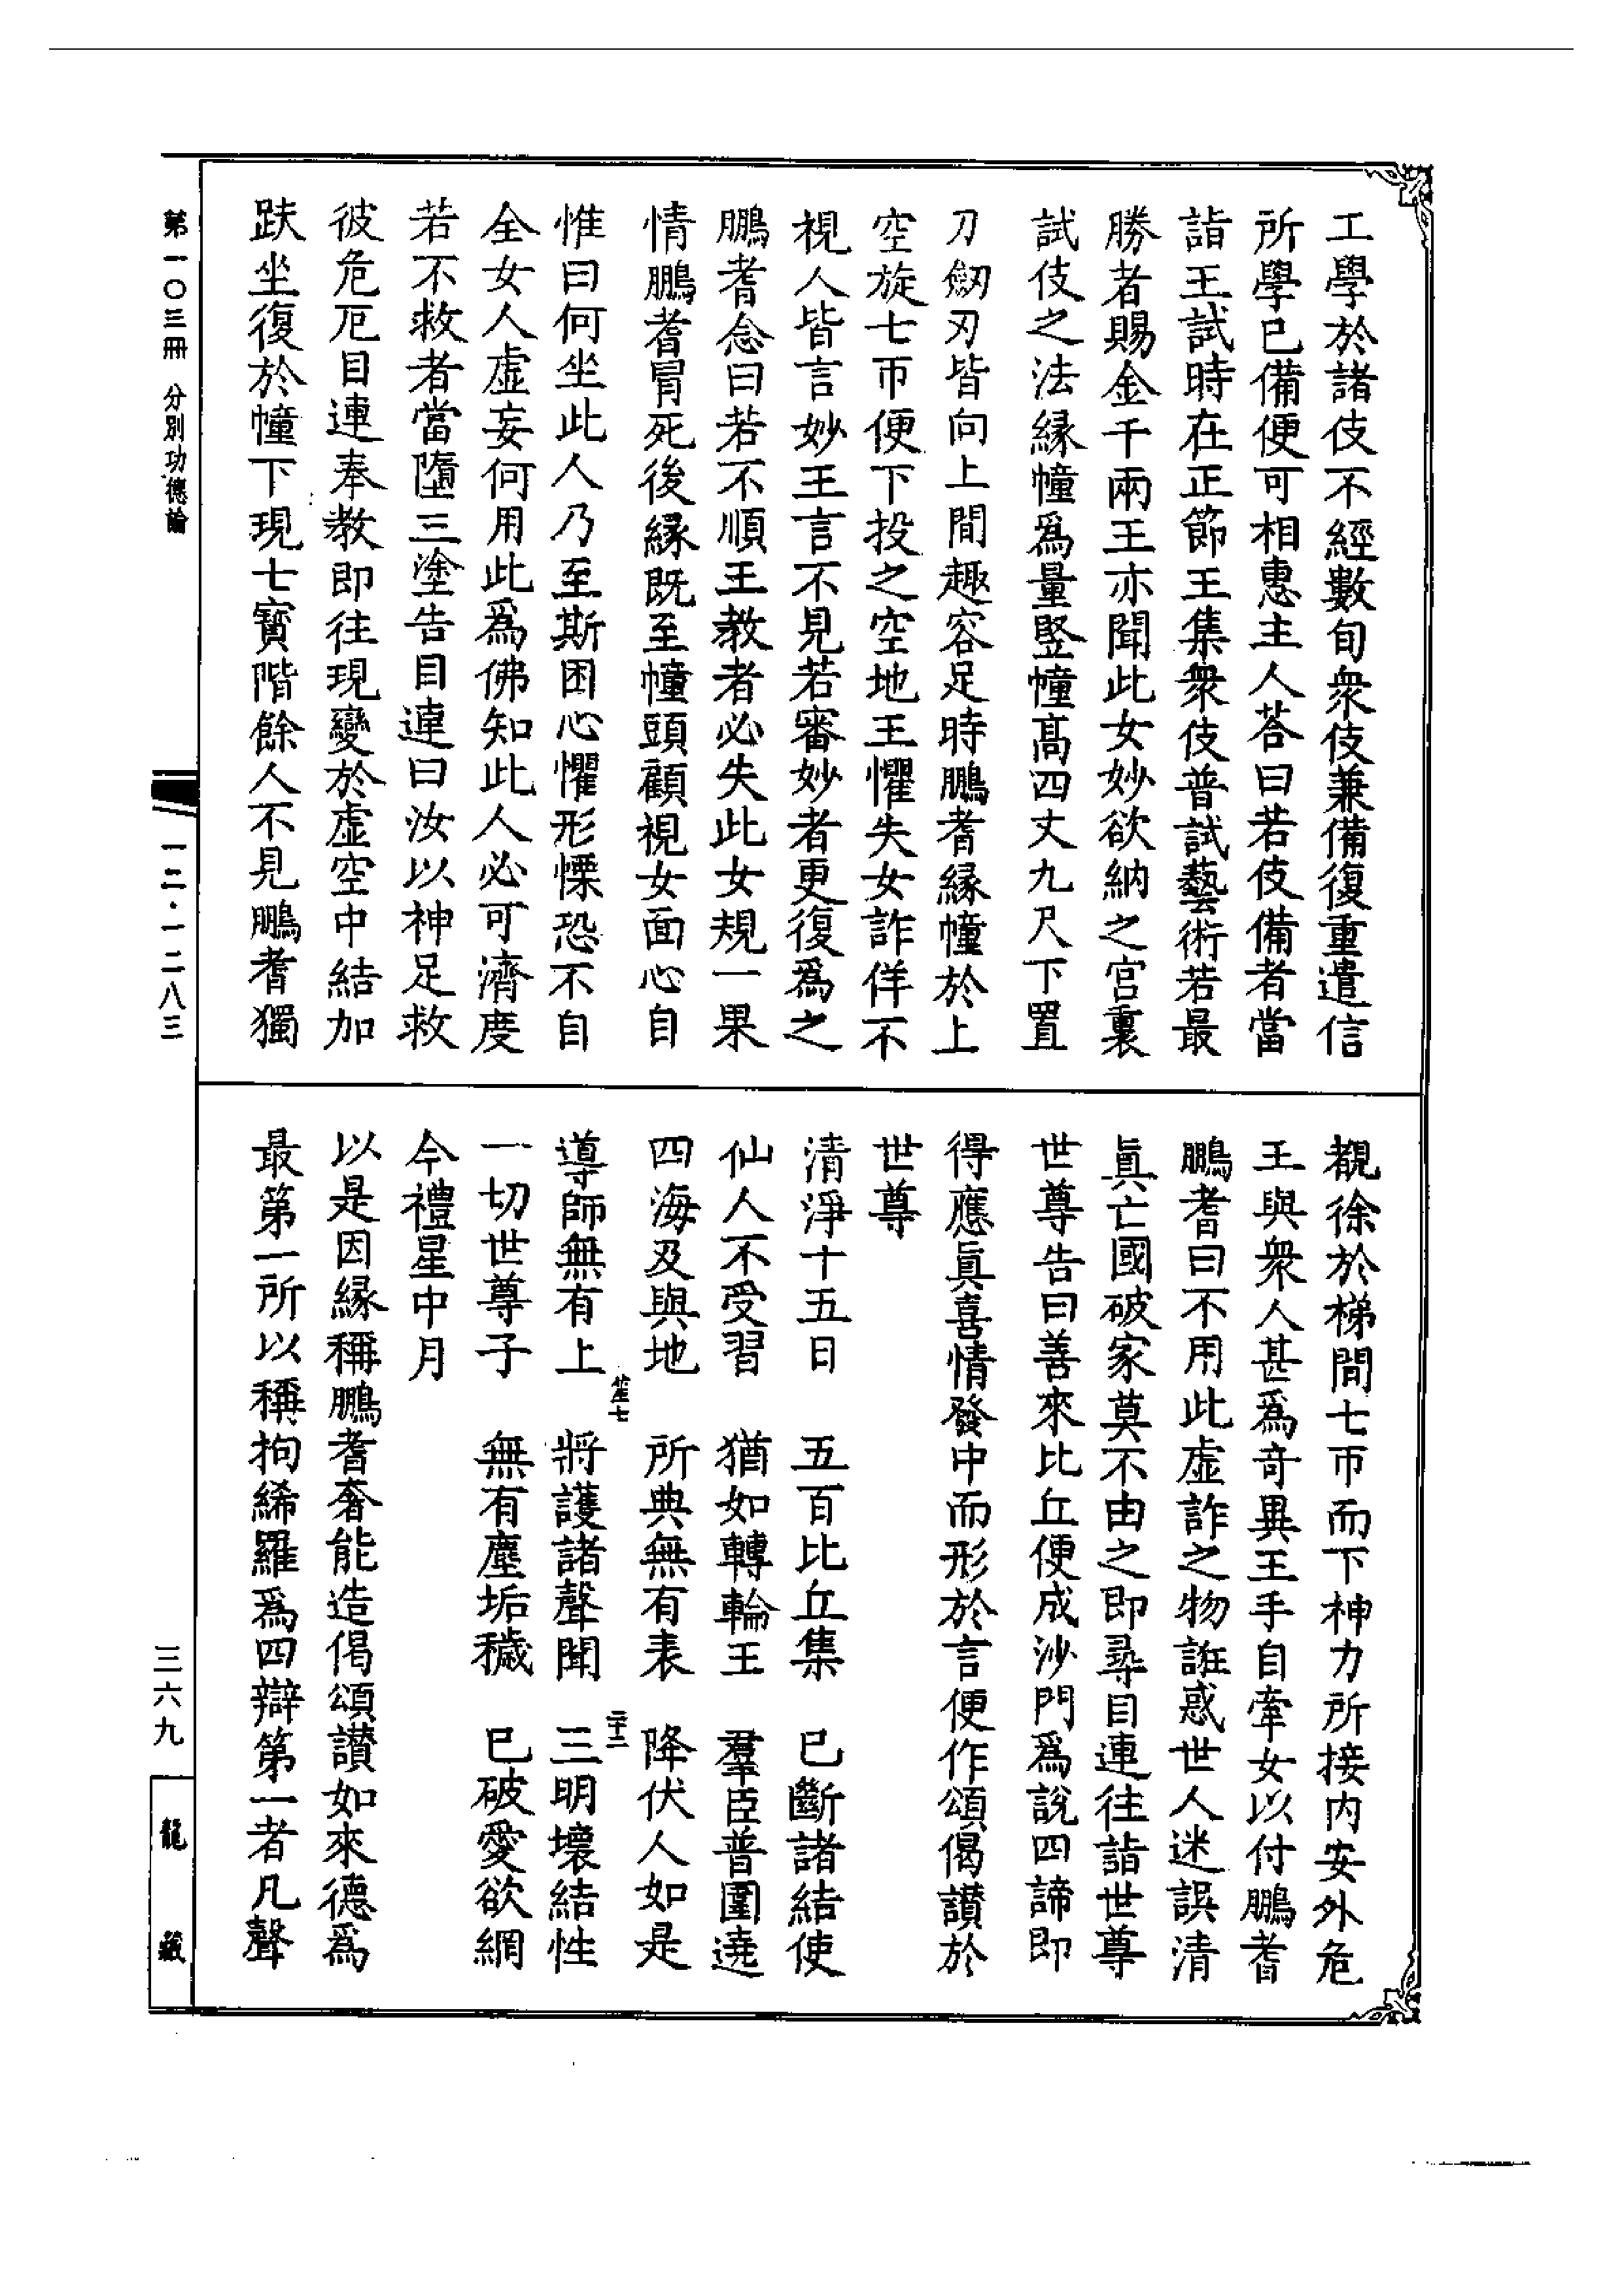 工學於諸伎不經數旬衆伎兼備復重遣信
所學已備便可相惠主人荅曰若伎備者當
詣王試時在正節王集衆伎普試藝術若最
勝者賜金千兩王亦聞此女妙欲納之宮裏
試伎之法緣幢爲量竪幢高四丈九尺下置
刀劒刃皆向上間趣容足時鵬耆緣幢於上
空旋七帀便下投之空地王懼失女詐佯不
視人皆言妙王言不見若審妙者更復爲之
鵬耆念曰若不順王教者必失此女規一果
情鵬耆冐死後緣既至幢頭顧視女面心自
惟曰何坐此人乃至斯困心懼形慄恐不自
全女人虛妄何用此爲佛知此人必可濟度
若不救者當墮三塗告目連曰汝以神足救
彼危厄目連奉教即往現變於虛空中結加
趺坐復於幢下現七寶階餘人不見鵬耆獨
覩徐於梯間七帀而下神力所接内安外危
王與衆人甚爲奇異王手自牽女以付鵬耆
鵬耆曰不用此虛詐之物誑惑世人迷誤清
眞亡國破家莫不由之即尋目連往詣世尊
世尊告曰善來比丘便成沙門爲說四諦即
得應眞喜情發中而形於言便作頌偈讃於
世尊
清淨十五日 五百比丘集 已斷諸結使
仙人不受習 猶如轉輪王 羣臣普圍遶
四海及與地 所典無有表 降伏人如是
導師無有上 將護諸聲聞 三明壞結性
一切世尊子 無有塵垢穢 已破愛欲網
今禮星中月
以是因緣稱鵬耆奢能造偈頌讃如來德爲
最第一所以稱拘絺羅爲四辯第一者凡聲
第一〇三冊 分別功德論
一二·一二八三
三六九
龍藏